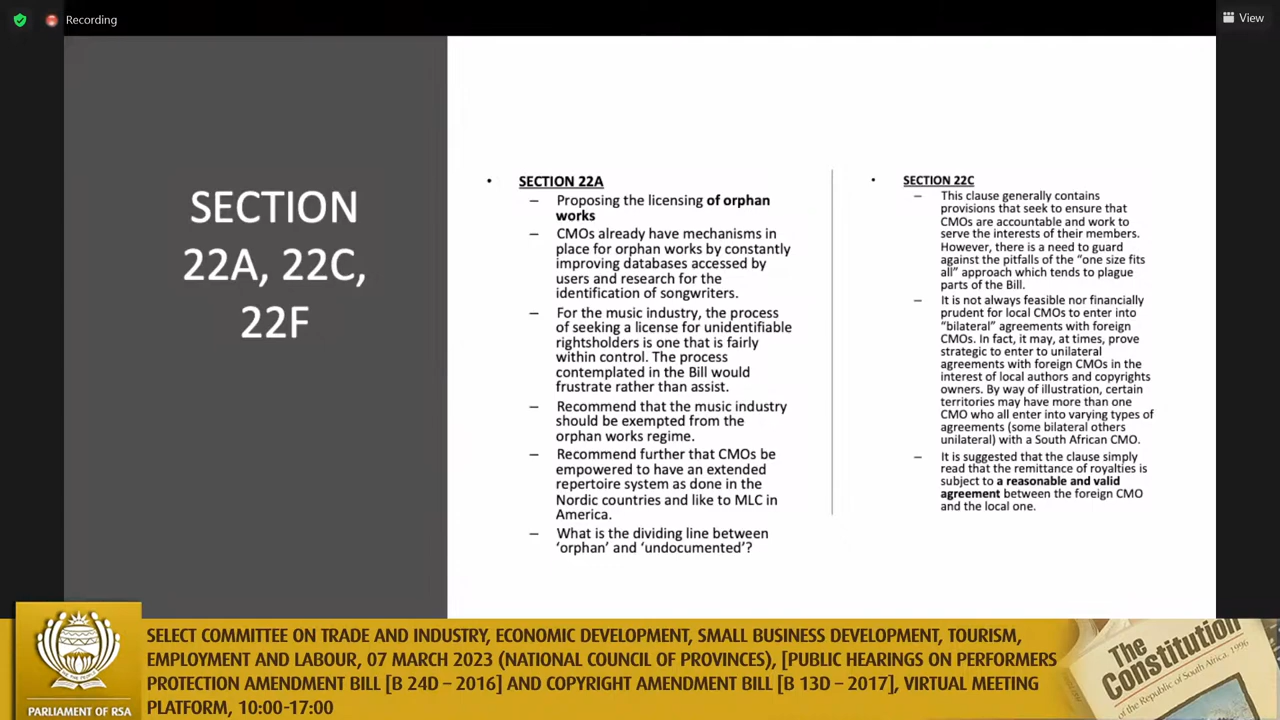 Recording
View
SECTION
22A, 22C,
22F
• SECTION 22A
– Proposing the licensing of orphan
works
– CMOs already have mechanisms in
place for orphan works by constantly
improving databases accessed by
users and research for the
identification of songwriters.
– For the music industry, the process
of seeking a license for unidentifiable
rightsholders is one that is fairly
within control. The process
contemplated in the Bill would
frustrate rather than assist.
– Recommend that the music industry
should be exempted from the
orphan works regime.
– Recommend further that CMOs be
empowered to have an extended
repertoire system as done in the
Nordic countries and like to MLC in
America.
– What is the dividing line between
‘orphan’ and ‘undocumented’?
• SECTION 22C
– This clause generally contains
provisions that seek to ensure that
CMOs are accountable and work to
serve the interests of their members.
However, there is a need to guard
against the pitfalls of the “one size fits
all” approach which tends to plague
parts of the Bill.
– It is not always feasible nor financially
prudent for local CMOs to enter into
“bilateral” agreements with foreign
CMOs. In fact, it may, at times, prove
strategic to enter to unilateral
agreements with foreign CMOs in the
interest of local authors and copyrights
owners. By way of illustration, certain
territories may have more than one
CMO who all enter into varying types of
agreements (some bilateral others
unilateral) with a South African CMO.
– It is suggested that the clause simply
read that the remittance of royalties is
subject to a reasonable and valid
agreement between the foreign CMO
and the local one.
PARLIAMENT OF RSA
SELECT COMMITTEE ON TRADE AND INDUSTRY, ECONOMIC DEVELOPMENT, SMALL BUSINESS DEVELOPMENT, TOURISM,
EMPLOYMENT AND LABOUR, 07 MARCH 2023 (NATIONAL COUNCIL OF PROVINCES), [PUBLIC HEARINGS ON PERFORMERS
PROTECTION AMENDMENT BILL [B 24D – 2016] AND COPYRIGHT AMENDMENT BILL [B 13D – 2017], VIRTUAL MEETING
PLATFORM, 10:00-17:00
The
Constitution
of the Republic of South Africa, 1996